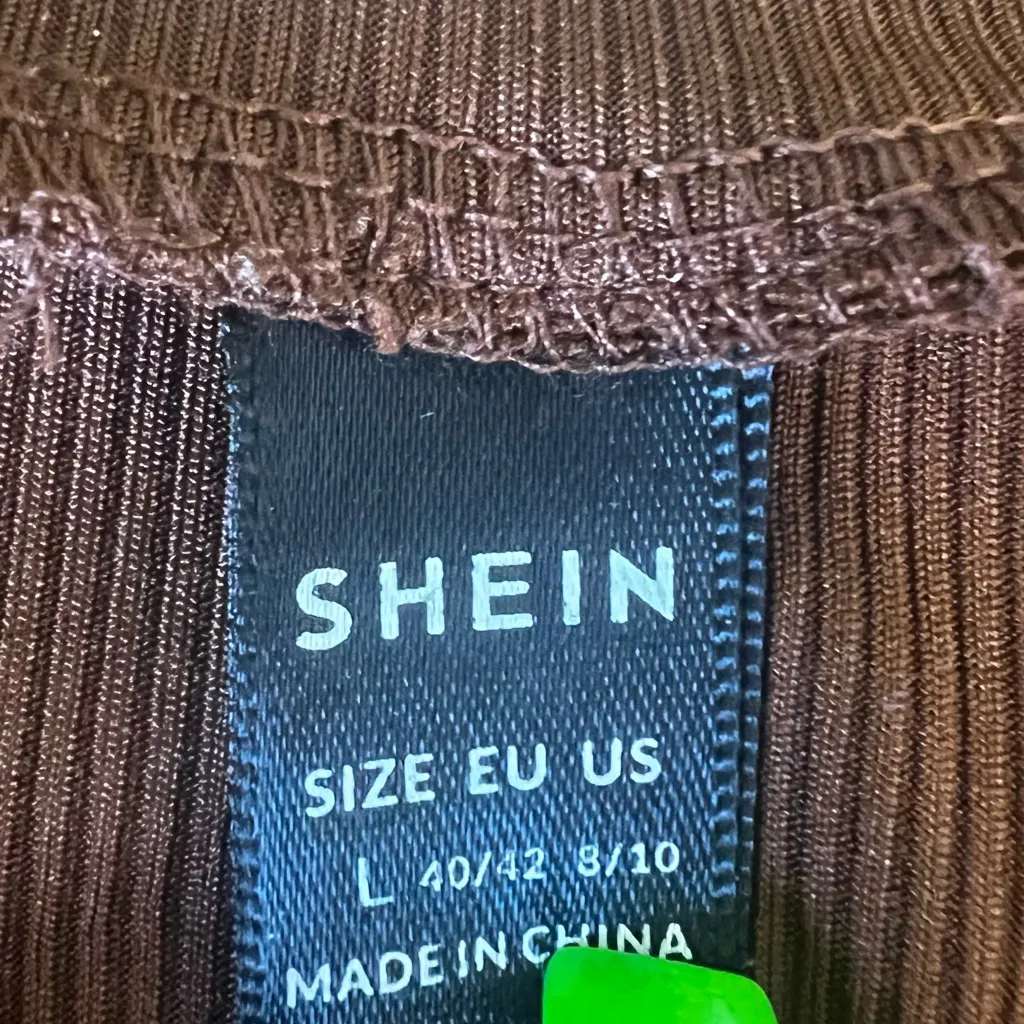 SHEIN
SIZE EU US
L 40/42 8/10
MADE IN CHINA